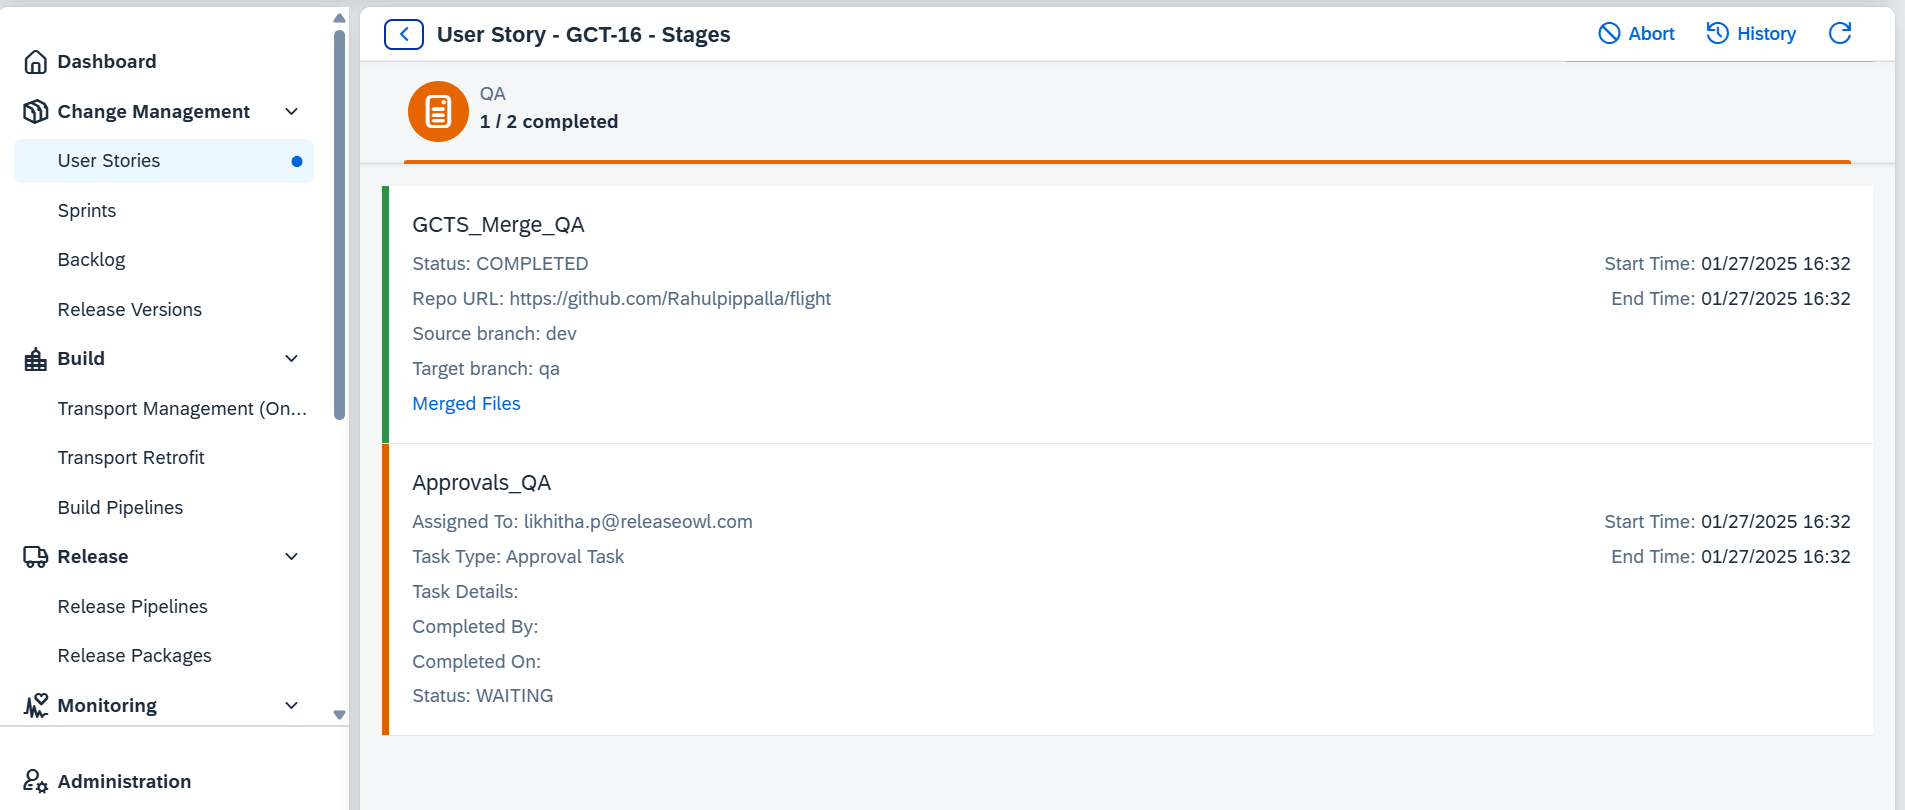 Dashboard
Change Management
User Stories
Sprints
Backlog
Release Versions
Build
Transport Management (On...
Transport Retrofit
Build Pipelines
Release
Release Pipelines
Release Packages
Monitoring
Administration
User Story - GCT-16 - Stages
Abort
History
QA
1 / 2 completed
GCTS_Merge_QA
Status: COMPLETED
Start Time: 01/27/2025 16:32
Repo URL: https://github.com/Rahulpippalla/flight
End Time: 01/27/2025 16:32
Source branch: dev
Target branch: qa
Merged Files
Approvals_QA
Assigned To: likhitha.p@releaseowl.com
Start Time: 01/27/2025 16:32
Task Type: Approval Task
End Time: 01/27/2025 16:32
Task Details:
Completed By:
Completed On:
Status: WAITING